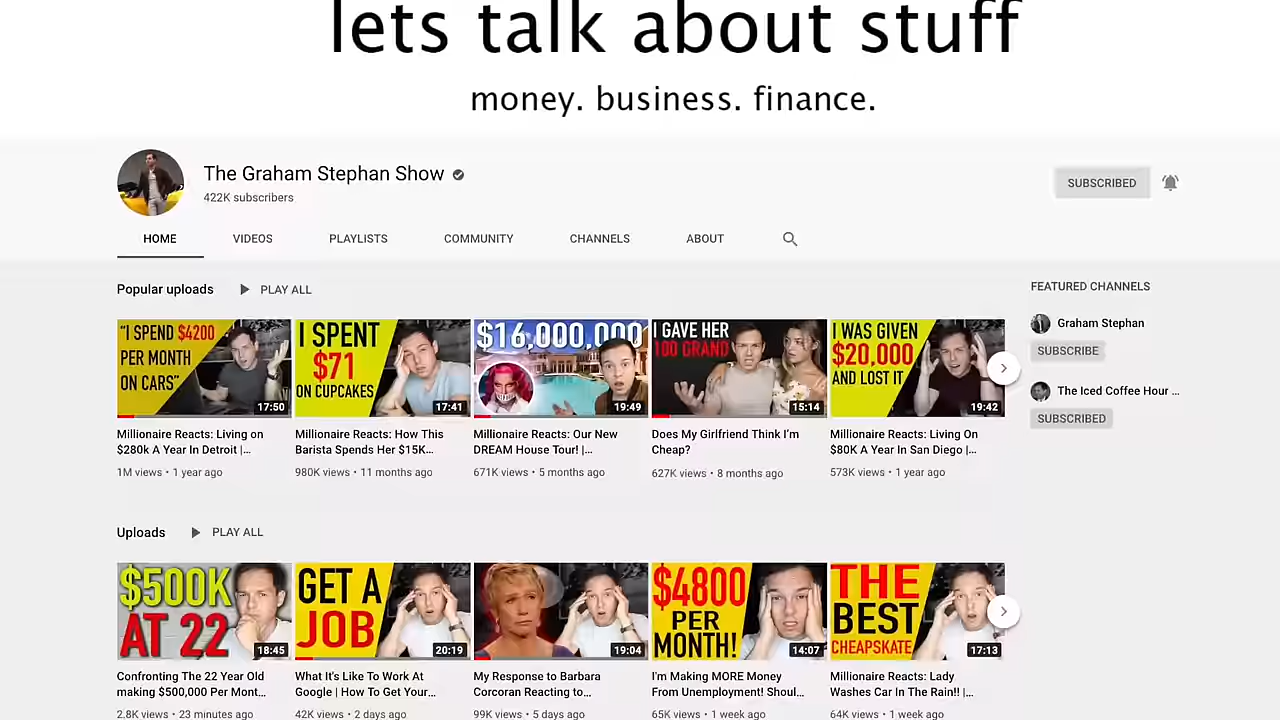 lets talk about stuff
money. business. finance.
The Graham Stephan Show
422K subscribers
SUBSCRIBED
HOME
VIDEOS
PLAYLISTS
COMMUNITY
CHANNELS
ABOUT
Popular uploads
PLAY ALL
FEATURED CHANNELS
Graham Stephan
SUBSCRIBE
The Iced Coffee Hour ...
SUBSCRIBED
"I SPEND $4200
PER MONTH
ON CARS"
17:50
I SPENT
$71
ON CUPCAKES
17:41
$16,000,000
19:49
I GAVE HER
100 GRAND
15:14
I WAS GIVEN
$20.000
AND LOST IT
19:42
Millionaire Reacts: Living on
$280k A Year In Detroit |...
1M views • 1 year ago
Millionaire Reacts: How This
Barista Spends Her $15K...
980K views • 11 months ago
Millionaire Reacts: Our New
DREAM House Tour! |...
671K views • 5 months ago
Does My Girlfriend Think I'm
Cheap?
627K views • 8 months ago
Millionaire Reacts: Living On
$80K A Year In San Diego |...
573K views • 1 year ago
Uploads
PLAY ALL
$500K
AT 22
18:45
GET A
JOB
20:19
19:04
$4800
PER
MONTH!
14:07
THE
BEST
CHEAPSKATE
17:13
Confronting The 22 Year Old
making $500,000 Per Mont...
2.8K views • 23 minutes ago
What It's Like To Work At
Google | How To Get Your...
42K views • 2 days ago
My Response to Barbara
Corcoran Reacting to...
99K views • 5 days ago
I'm Making MORE Money
From Unemployment! Shoul...
65K views • 1 week ago
Millionaire Reacts: Lady
Washes Car In The Rain!! |...
64K views • 1 week ago